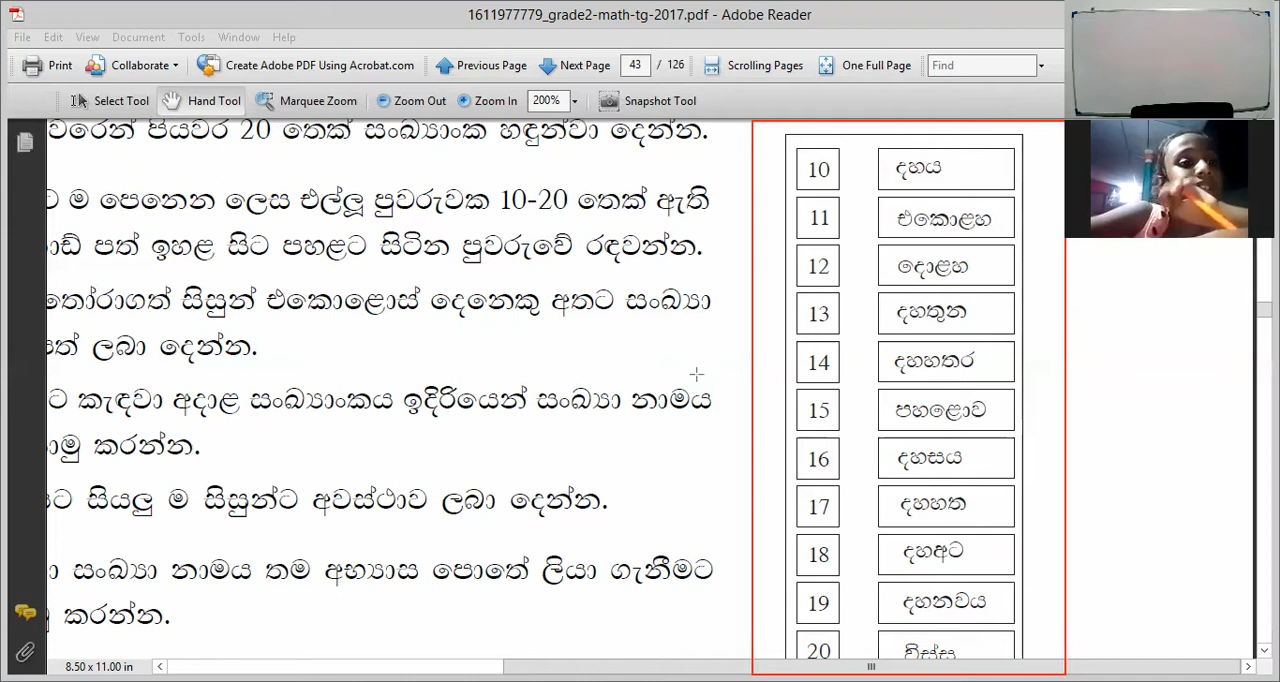 1611977779_grade2-math-tg-2017.pdf - Adobe Reader
File Edit View Document Tools Window Help
Print Collaborate Create Adobe PDF Using Acrobat.com Previous Page Next Page 43 / 126 Scrolling Pages One Full Page Find
Select Tool Hand Tool Marquee Zoom Zoom Out Zoom In 200% Snapshot Tool
වරෙන් පියවර 20 තෙක් සංඛ්‍යාංක හඳුන්වා දෙන්න.
ට ම පෙනෙන ලෙස එල්ලූ පුවරුවක 10-20 තෙක් ඇති
කාඩ් පත් ඉහළ සිට පහළට සිටින පුවරුවේ රඳවන්න.
තෝරාගත් සිසුන් එකොළොස් දෙනෙකු අතට සංඛ්‍යා
පත් ලබා දෙන්න.
ට කැඳවා අදාළ සංඛ්‍යාංකය ඉදිරියෙන් සංඛ්‍යා නාමය
මු කරන්න.
ට සියලු ම සිසුන්ට අවස්ථාව ලබා දෙන්න.
සංඛ්‍යා නාමය තම අභ්‍යාස පොතේ ලියා ගැනීමට
කරන්න.
10 දහය
11 එකොළහ
12 දොළහ
13 දහතුන
14 දහහතර
15 පහළොව
16 දහසය
17 දහහත
18 දහඅට
19 දහනවය
20 විස්ස
8.50 x 11.00 in